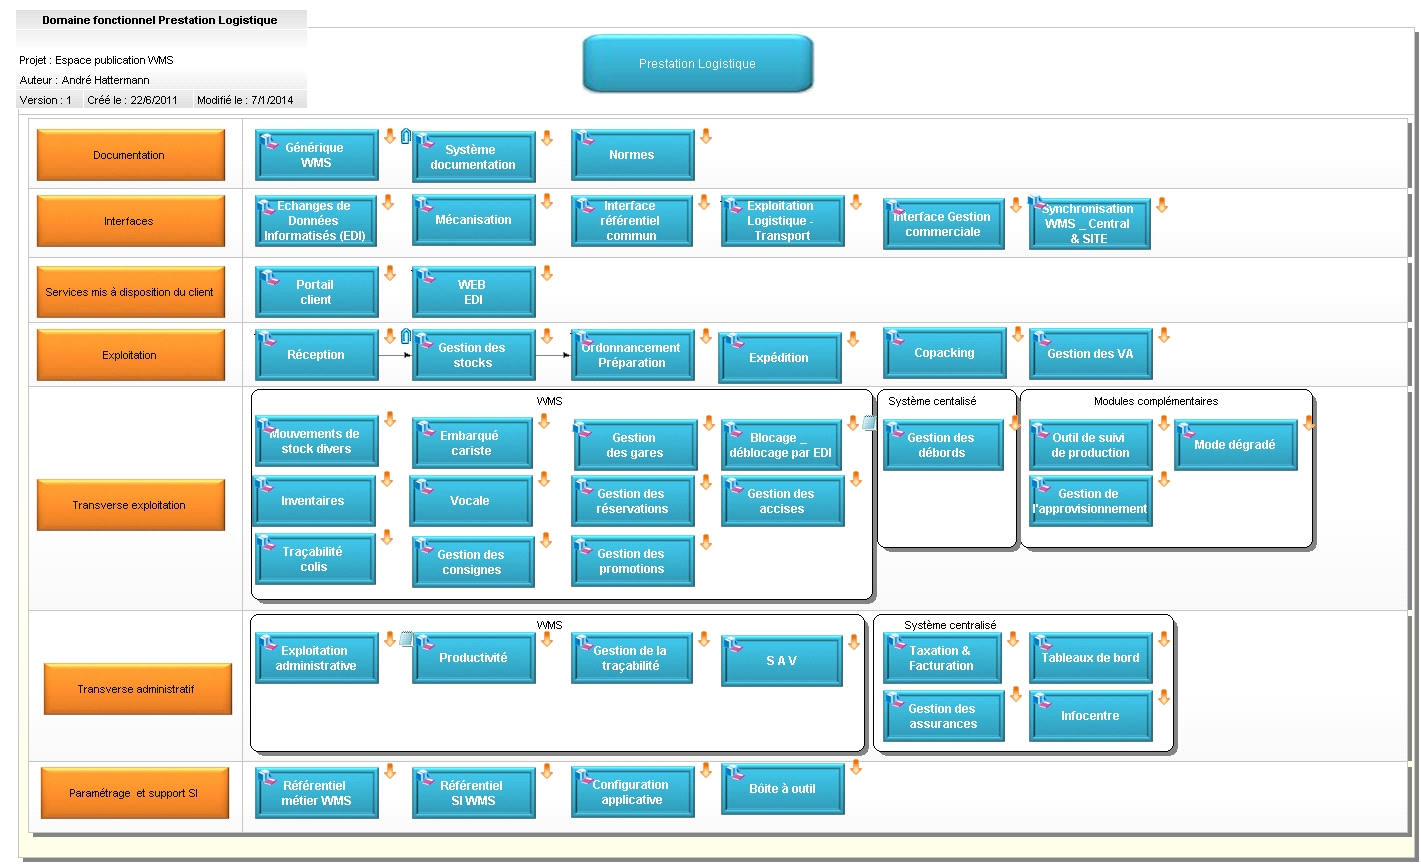 Domaine fonctionnel Prestation Logistique
Projet : Espace publication WMS
Auteur : André Hattermann
Version : 1 Créé le : 22/6/2011 Modifié le : 7/1/2014
Prestation Logistique
Documentation
Générique
WMS
Système
documentation
Normes
Interfaces
Echanges de
Données
Informatisés (EDI)
Mécanisation
Interface
référentiel
commun
Exploitation
Logistique -
Transport
Interface Gestion
commerciale
Synchronisation
WMS _ Central
& SITE
Services mis à disposition du client
Portail
client
WEB
EDI
Exploitation
Réception
Gestion des
stocks
Ordonnancement
Préparation
Expédition
Copacking
Gestion des VA
Transverse exploitation
WMS
Mouvements de
stock divers
Embarqué
cariste
Gestion
des gares
Blocage _
déblocage par EDI
Inventaires
Vocale
Gestion des
réservations
Gestion des
accises
Traçabilité
colis
Gestion des
consignes
Gestion des
promotions
Système centalisé
Gestion des
débords
Modules complémentaires
Outil de suivi
de production
Mode dégradé
Gestion de
l'approvisionnement
Transverse administratif
WMS
Exploitation
administrative
Productivité
Gestion de la
traçabilité
S A V
Système centralisé
Taxation &
Facturation
Tableaux de bord
Gestion des
assurances
Infocentre
Paramétrage et support SI
Référentiel
métier WMS
Référentiel
SI WMS
Configuration
applicative
Bôite à outil